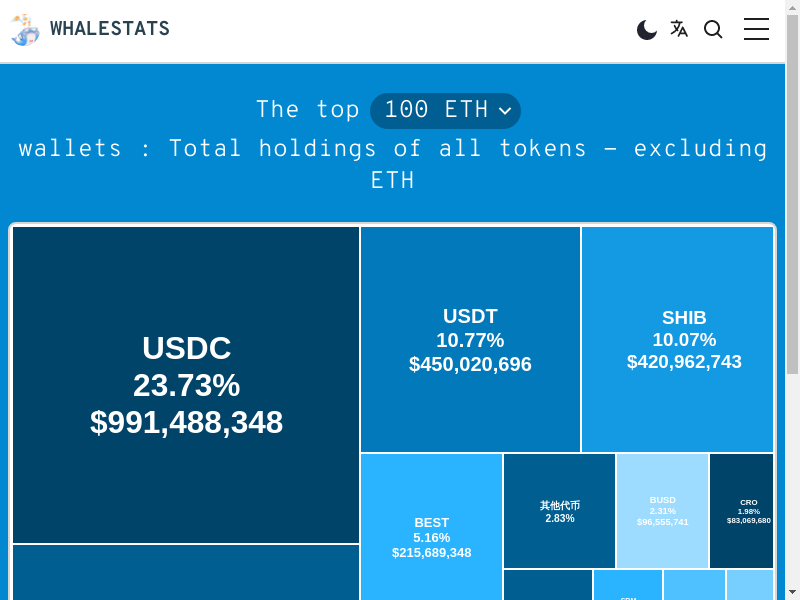 WHALESTATS
The top 100 ETH
wallets : Total holdings of all tokens – excluding
ETH
USDC
23.73%
$991,488,348
USDT
10.77%
$450,020,696
SHIB
10.07%
$420,962,743
BEST
5.16%
$215,689,348
其他代币
2.83%
BUSD
2.31%
$96,555,741
CRO
1.98%
$83,069,680